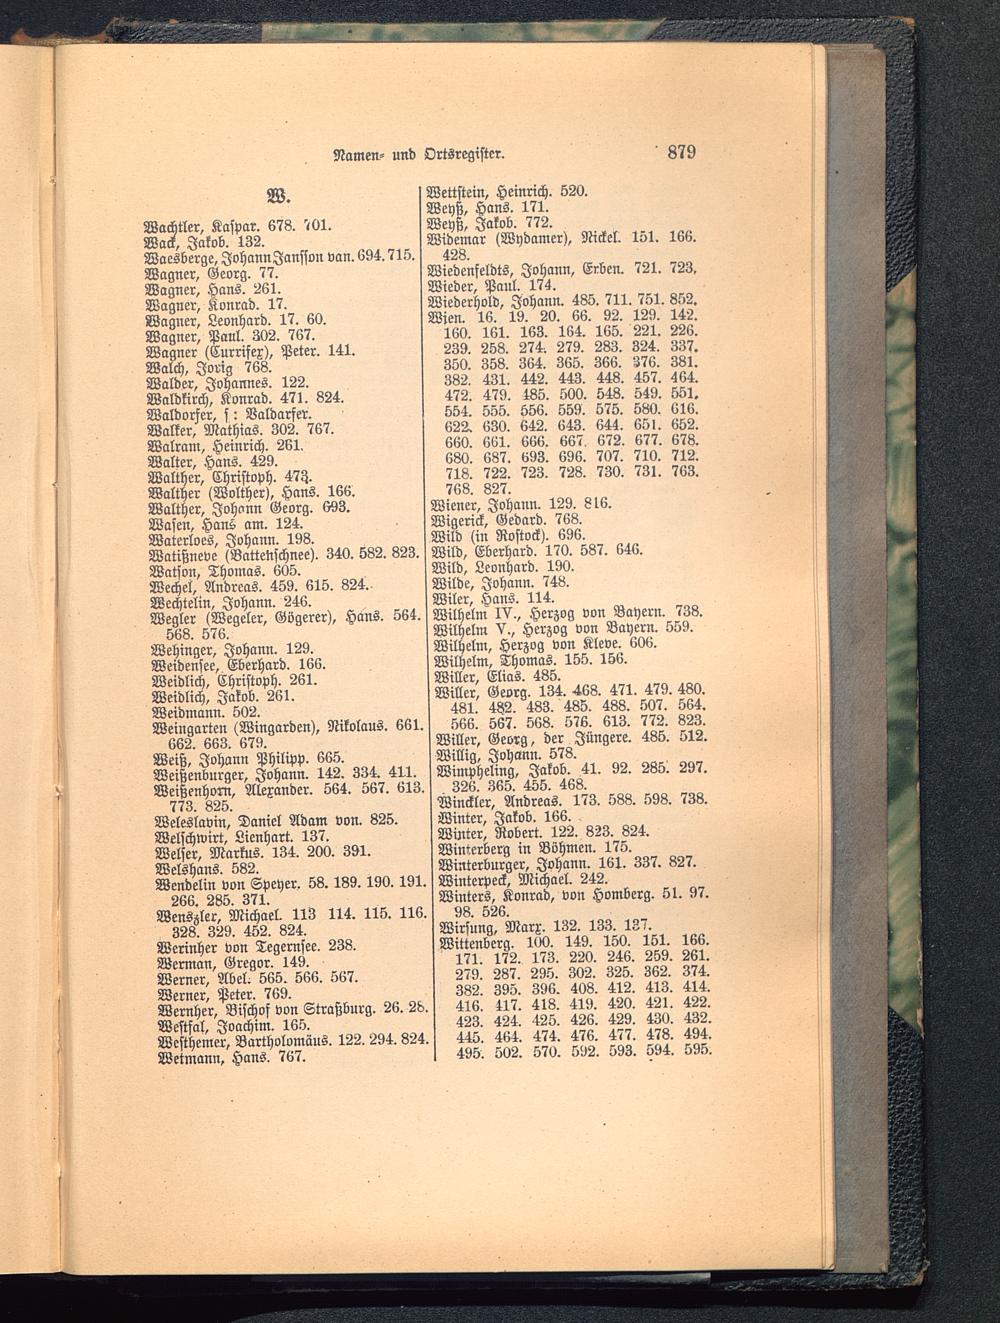 Namen- und Ortsregister. 879
W.
Wachtler, Kaspar. 678. 701.
Wack, Jakob. 132.
Waesberge, Johann Jansson van. 694. 715.
Wagner, Georg. 77.
Wagner, Hans. 261.
Wagner, Konrad. 17.
Wagner, Leonhard. 17. 60.
Wagner, Paul. 302. 767.
Wagner (Currifex), Peter. 141.
Walch, Jorig 768.
Walder, Johannes. 122.
Waldkirch, Konrad. 471. 824.
Waldorfer, s: Valdarfer.
Walker, Mathias. 302. 767.
Walram, Heinrich. 261.
Walter, Hans. 429.
Walther, Christoph. 473.
Walther (Wolther), Hans. 166.
Walther, Johann Georg. 693.
Wasen, Hans am. 124.
Waterloes, Johann. 198.
Watißneve (Battenschnee). 340. 582. 823.
Watson, Thomas. 605.
Wechel, Andreas. 459. 615. 824.
Wechtelin, Johann. 246.
Wegler (Wegeler, Gögerer), Hans. 564.
568. 576.
Wehinger, Johann. 129.
Weidensee, Eberhard. 166.
Weidlich, Christoph. 261.
Weidlich, Jakob. 261.
Weidmann. 502.
Weingarten (Wingarden), Nikolaus. 661.
662. 663. 679.
Weiß, Johann Philipp. 665.
Weißenburger, Johann. 142. 334. 411.
Weißenhorn, Alexander. 564. 567. 613.
773. 825.
Weleslavin, Daniel Adam von. 825.
Welschwirt, Lienhart. 137.
Welser, Markus. 134. 200. 391.
Welshans. 582.
Wendelin von Speyer. 58. 189. 190. 191.
266. 285. 371.
Wenszler, Michael. 113 114. 115. 116.
328. 329. 452. 824.
Werinher von Tegernsee. 238.
Werman, Gregor. 149.
Werner, Abel. 565. 566. 567.
Werner, Peter. 769.
Wernher, Bischof von Straßburg. 26. 28.
Westfal, Joachim. 165.
Westhemer, Bartholomäus. 122. 294. 824.
Wetmann, Hans. 767.
Wettstein, Heinrich. 520.
Weyß, Hans. 171.
Weyß, Jakob. 772.
Widemar (Wydamer), Nickel. 151. 166.
428.
Wiedenfeldts, Johann, Erben. 721. 723.
Wieder, Paul. 174.
Wiederhold, Johann. 485. 711. 751. 852.
Wien. 16. 19. 20. 66. 92. 129. 142.
160. 161. 163. 164. 165. 221. 226.
239. 258. 274. 279. 283. 324. 337.
350. 358. 364. 365. 366. 376. 381.
382. 431. 442. 443. 448. 457. 464.
472. 479. 485. 500. 548. 549. 551.
554. 555. 556. 559. 575. 580. 616.
622. 630. 642. 643. 644. 651. 652.
660. 661. 666. 667. 672. 677. 678.
680. 687. 693. 696. 707. 710. 712.
718. 722. 723. 728. 730. 731. 763.
768. 827.
Wiener, Johann. 129. 816.
Wigerick, Gedard. 768.
Wild (in Rostock). 696.
Wild, Eberhard. 170. 587. 646.
Wild, Leonhard. 190.
Wilde, Johann. 748.
Wiler, Hans. 114.
Wilhelm IV., Herzog von Bayern. 738.
Wilhelm V., Herzog von Bayern. 559.
Wilhelm, Herzog von Kleve. 606.
Wilhelm, Thomas. 155. 156.
Willer, Elias. 485.
Willer, Georg. 134. 468. 471. 479. 480.
481. 482. 483. 485. 488. 507. 564.
566. 567. 568. 576. 613. 772. 823.
Willer, Georg, der Jüngere. 485. 512.
Willig, Johann. 578.
Wimpheling, Jakob. 41. 92. 285. 297.
326. 365. 455. 468.
Winckler, Andreas. 173. 588. 598. 738.
Winter, Jakob. 166.
Winter, Robert. 122. 823. 824.
Winterberg in Böhmen. 175.
Winterburger, Johann. 161. 337. 827.
Winterpeck, Michael. 242.
Winters, Konrad, von Homberg. 51. 97.
98. 526.
Wirsung, Marx. 132. 133. 137.
Wittenberg. 100. 149. 150. 151. 166.
171. 172. 173. 220. 246. 259. 261.
279. 287. 295. 302. 325. 362. 374.
382. 395. 396. 408. 412. 413. 414.
416. 417. 418. 419. 420. 421. 422.
423. 424. 425. 426. 429. 430. 432.
445. 464. 474. 476. 477. 478. 494.
495. 502. 570. 592. 593. 594. 595.